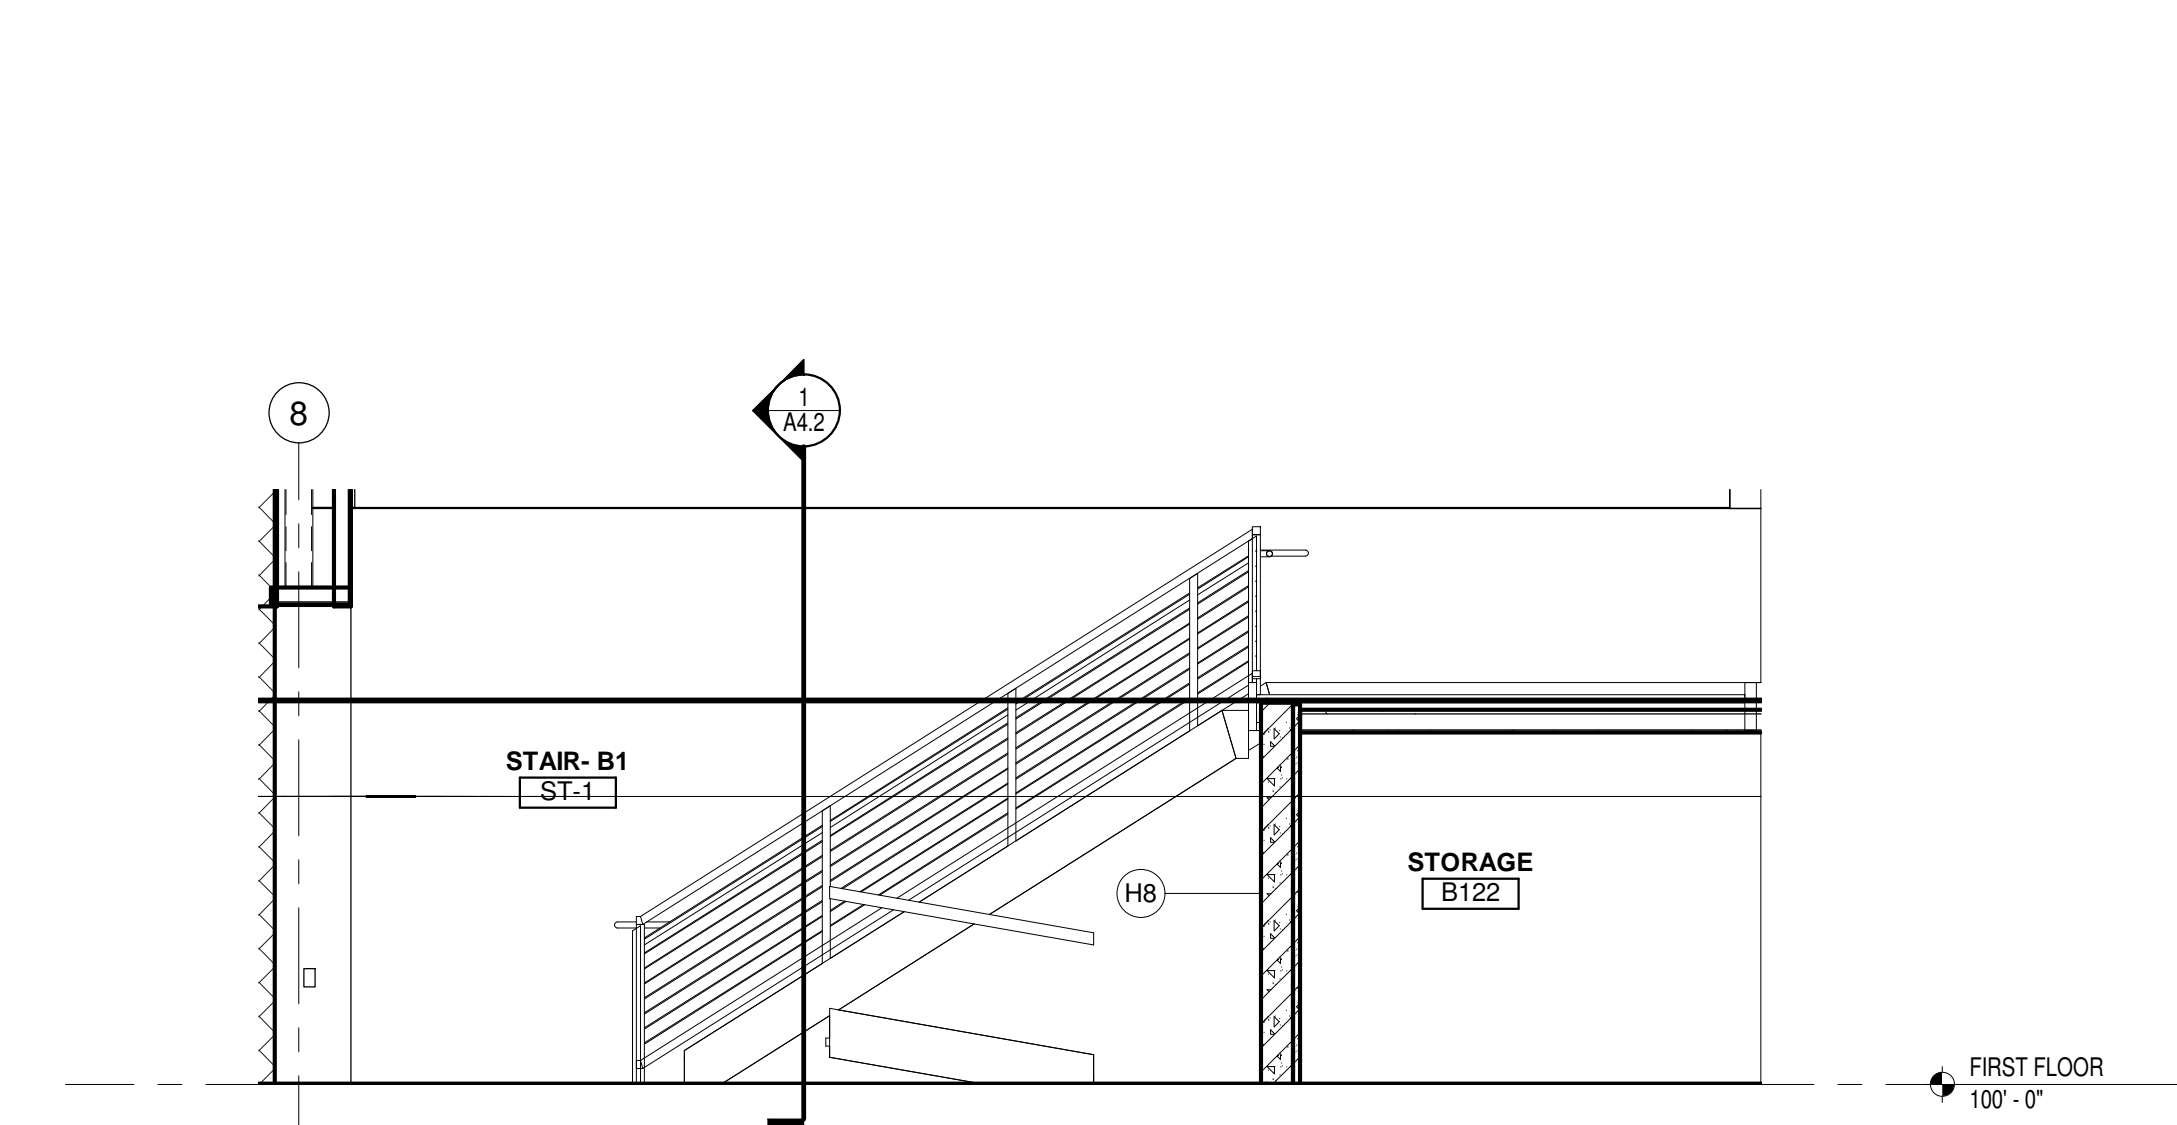 8
1
A4.2
STAIR- B1
ST-1
H8
STORAGE
B122
FIRST FLOOR
100' - 0"